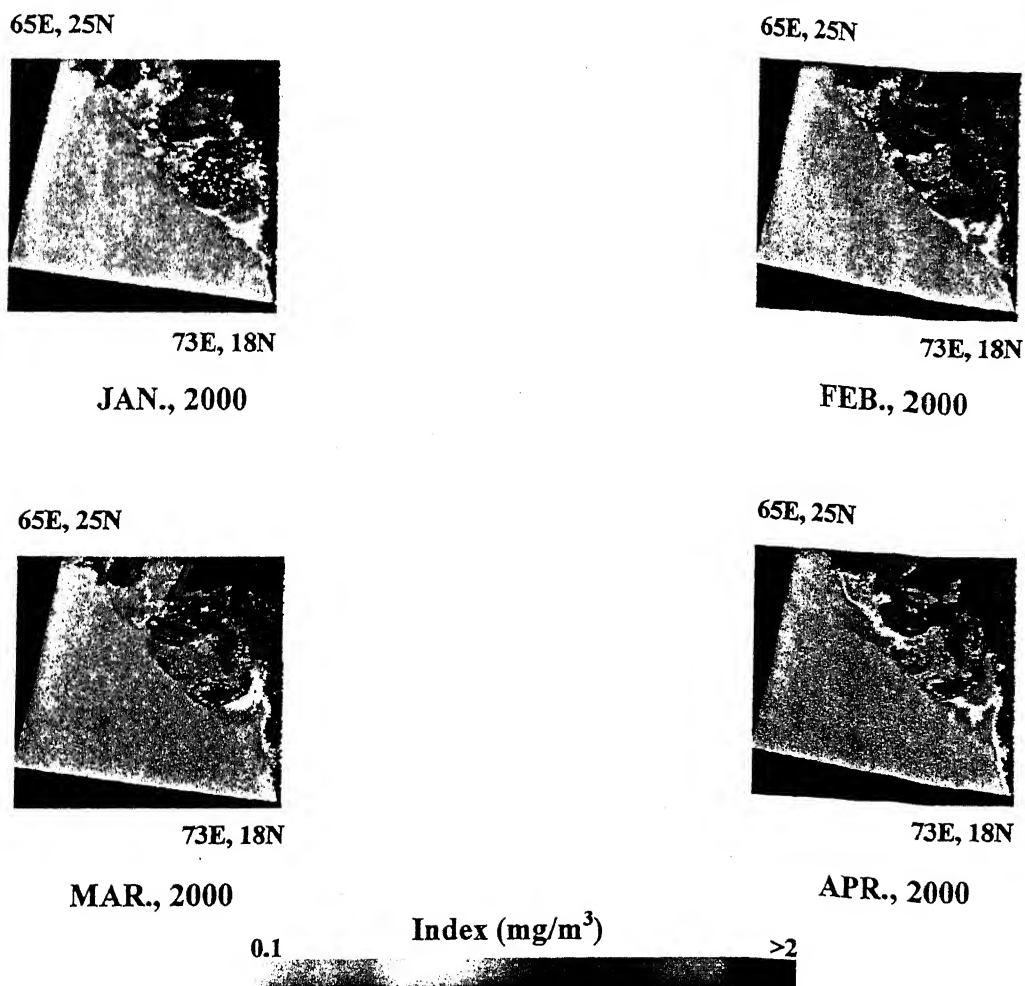 65E, 25N
65E, 25N
73E, 18N
73E, 18N
JAN., 2000
FEB., 2000
65E, 25N
65E, 25N
73E, 18N
73E, 18N
MAR., 2000
APR., 2000
Index (mg/m³)
0.1 >2